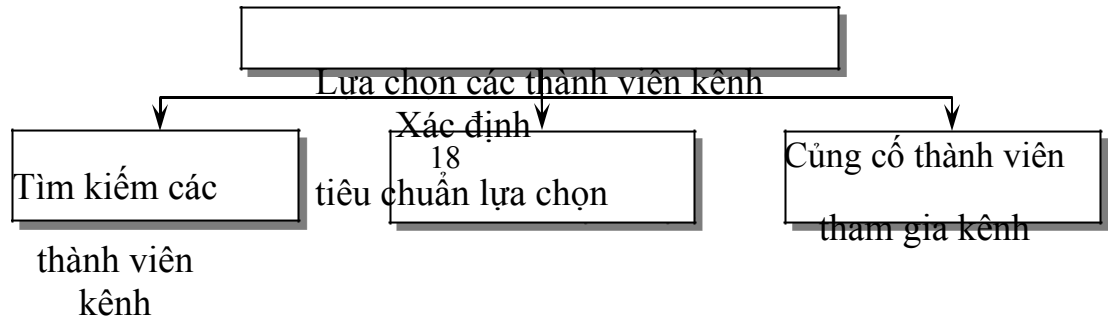 Lựa chọn các thành viên kênh
Tìm kiếm các
thành viên
kênh
Xác định
18
tiêu chuẩn lựa chọn
Củng cố thành viên
tham gia kênh